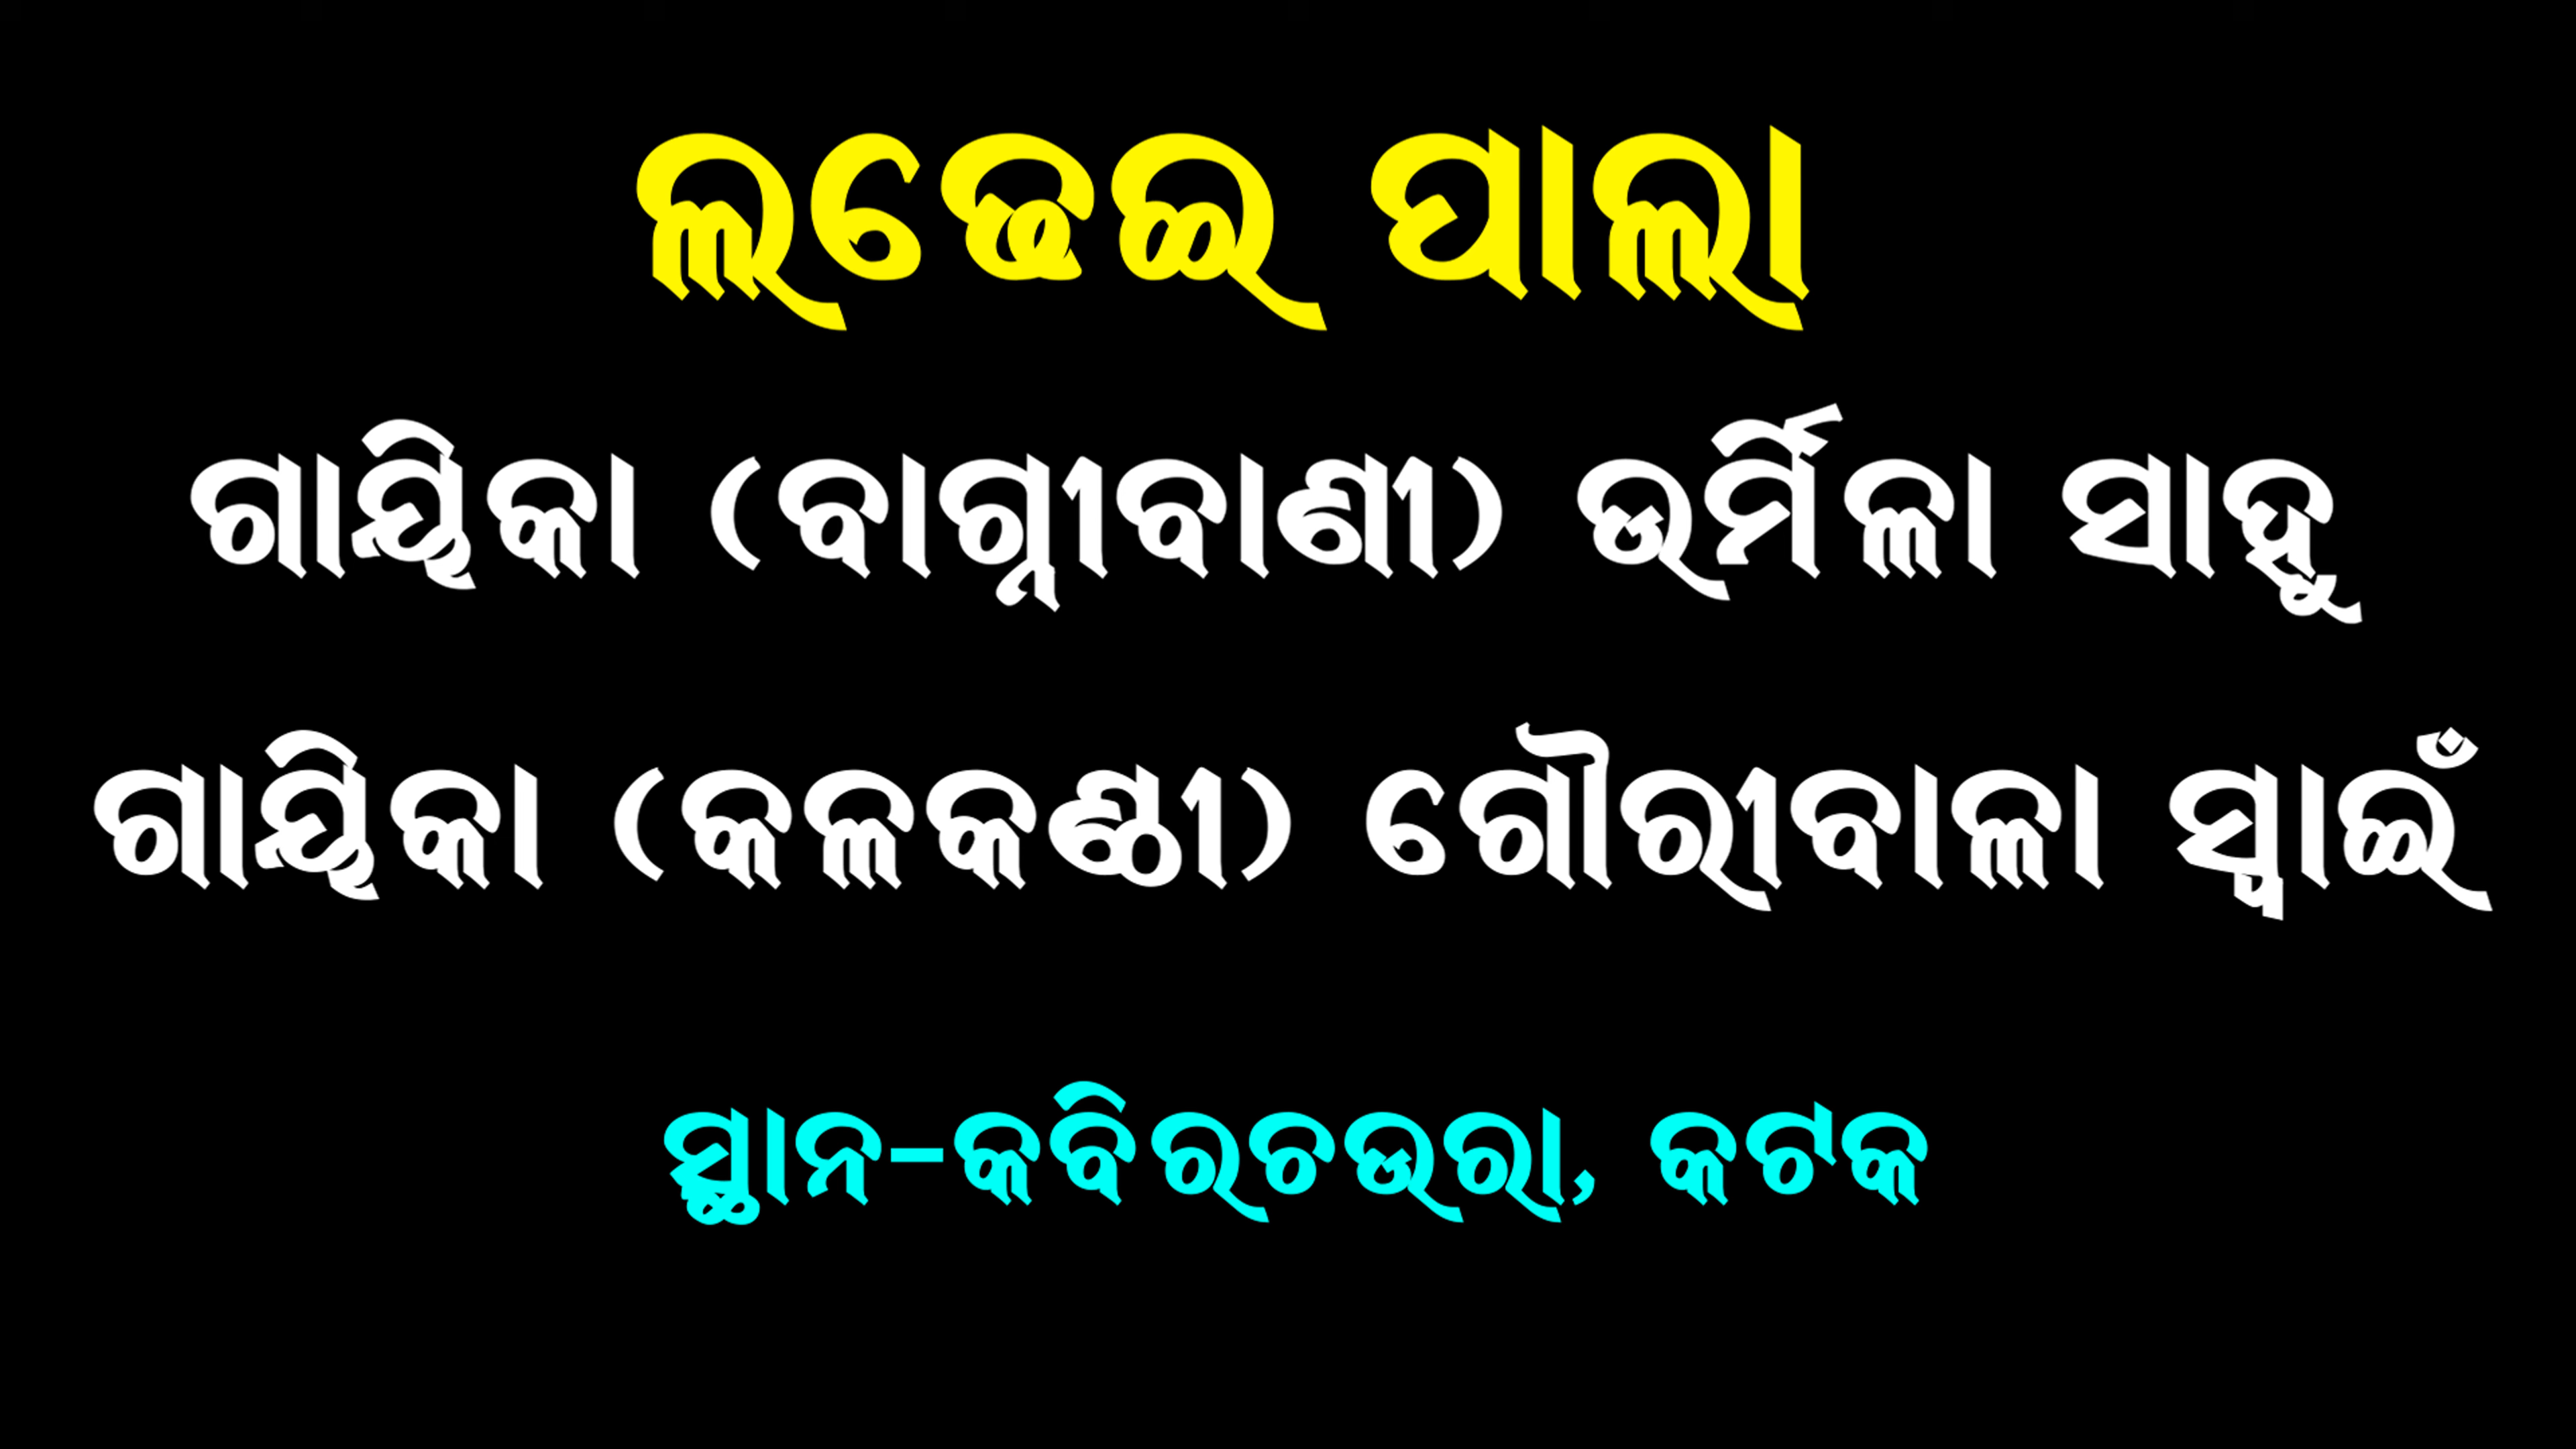 ଲଢେଇ ପାଲା
ଗାୟିକା (ବାଗ୍ନୀବାଣୀ) ଉର୍ମିଳା ସାହୁ
ଗାୟିକା (କଳକଣ୍ଠୀ) ଗୌରୀବାଳା ସ୍ୱାଇଁ
ସ୍ଥାନ-କବିରଚଉରା, କଟକ